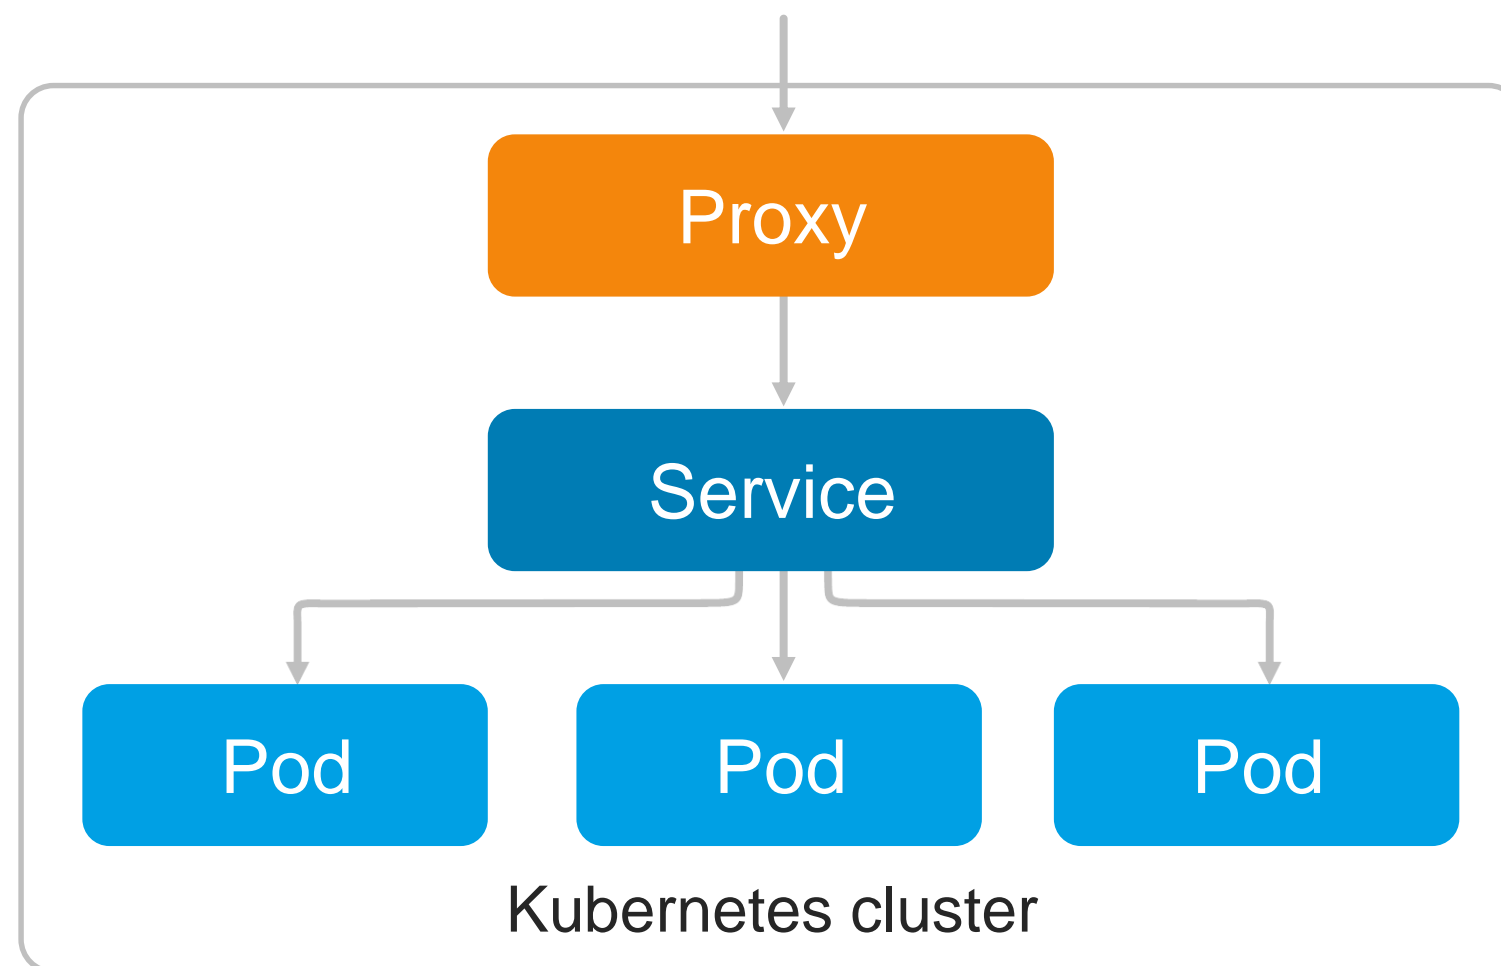 Proxy
Service
Pod
Pod
Pod
Kubernetes cluster